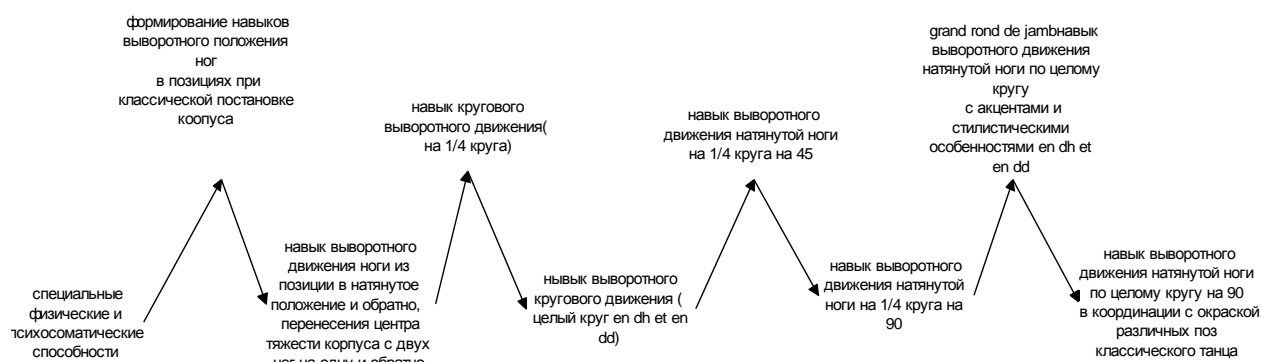 формирование навыков
выворотного положения
ног
в позициях при
классической постановке
коопуса
навык кругового
выворотного движения(
на 1/4 круга)
навык выворотного
движения натянутой ноги
на 1/4 круга на 45
grand rond de jambнавык
выворотного движения
натянутой ноги по целому
кругу
с акцентами и
стилистическими
особенностями en dh et
en dd
специальные
физические и
психосоматические
способности
навык выворотного
движения ноги из
позиции в натянутое
положение и обратно,
перенесения центра
тяжести корпуса с двух
ног на одну и обратно
нывык выворотного
кругового движения (
целый круг en dh et en
dd)
навык выворотного
движения натянутой
ноги на 1/4 круга на
90
навык выворотного
движения натянутой ноги
по целому кругу на 90
в координации с окраской
различных поз
классического танца